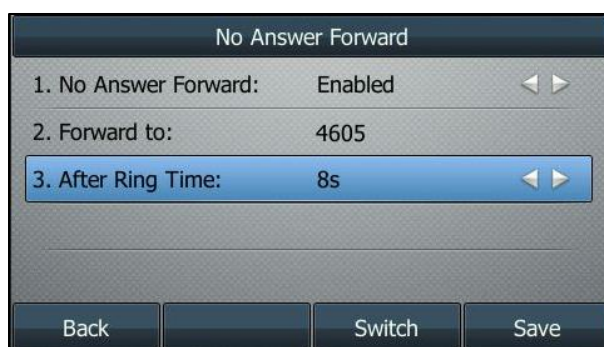 No Answer Forward
1. No Answer Forward: Enabled
2. Forward to: 4605
3. After Ring Time: 8s
Back Switch Save